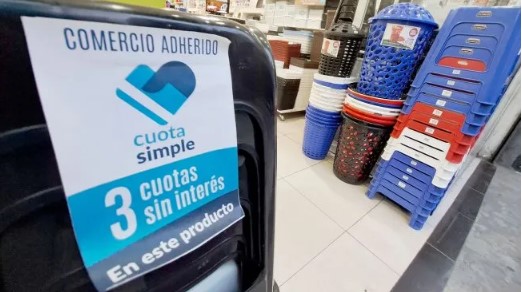 COMERCIO ADHERIDO
cuota
simple
3 cuotas
sin interés
En este producto